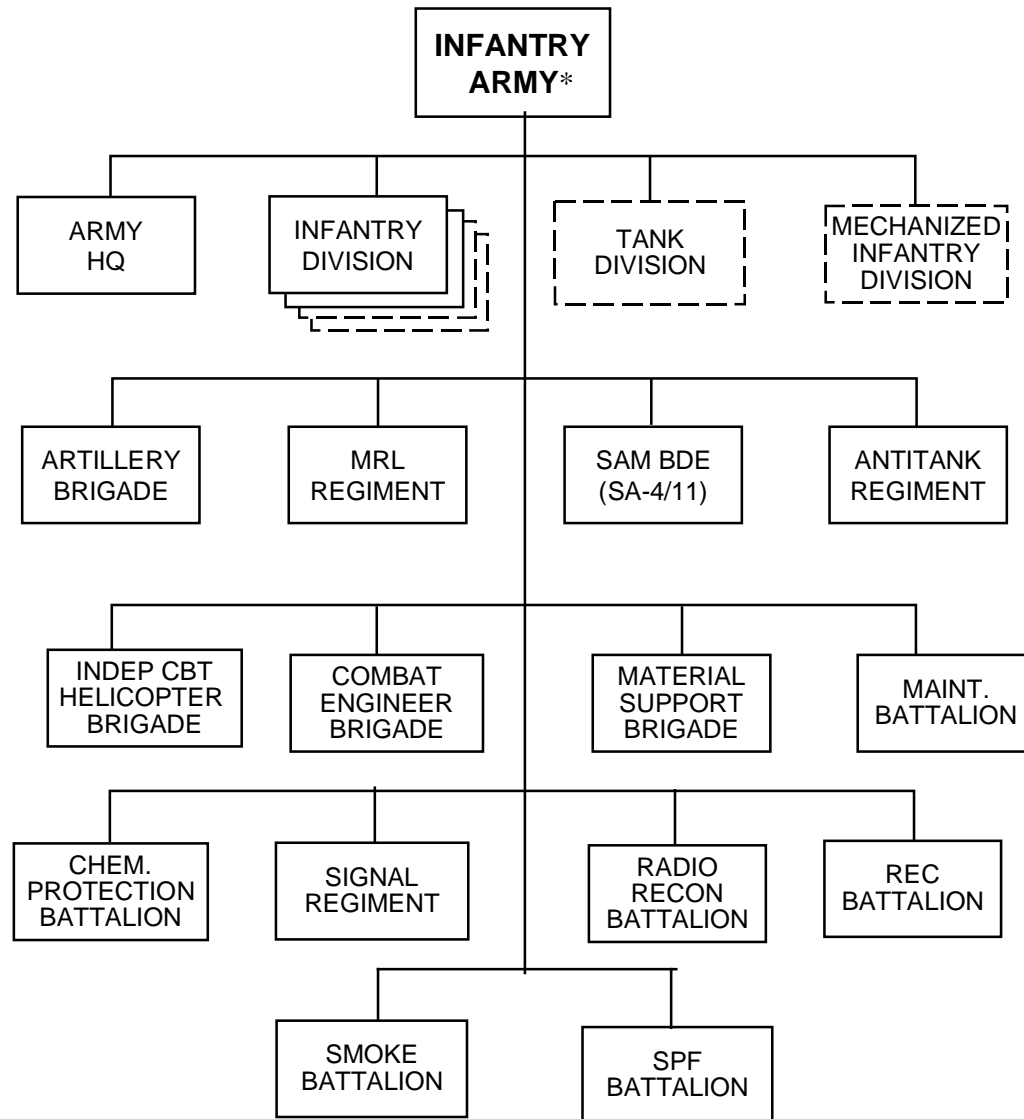 INFANTRY
ARMY*
ARMY
HQ
INFANTRY
DIVISION
TANK
DIVISION
MECHANIZED
INFANTRY
DIVISION
ARTILLERY
BRIGADE
MRL
REGIMENT
SAM BDE
(SA-4/11)
ANTITANK
REGIMENT
INDEP CBT
HELICOPTER
BRIGADE
COMBAT
ENGINEER
BRIGADE
MATERIAL
SUPPORT
BRIGADE
MAINT.
BATTALION
CHEM.
PROTECTION
BATTALION
SIGNAL
REGIMENT
RADIO
RECON
BATTALION
REC
BATTALION
SMOKE
BATTALION
SPF
BATTALION